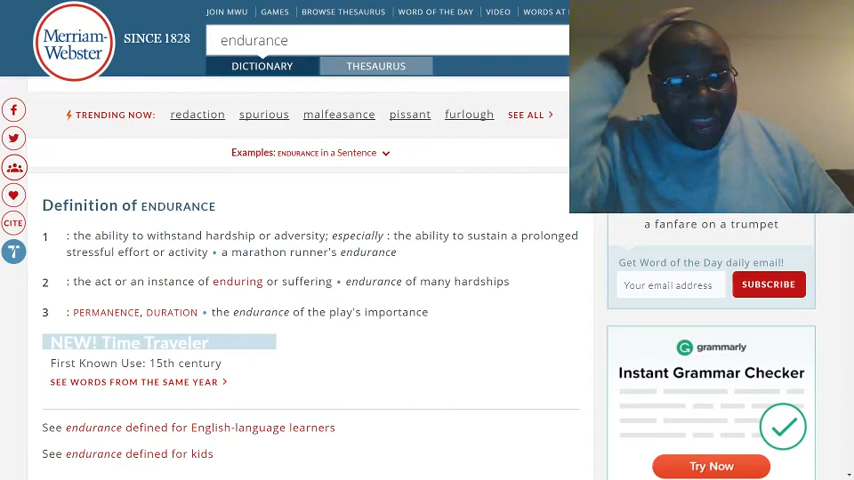 JOIN MWU GAMES BROWSE THESAURUS WORD OF THE DAY VIDEO WORDS AT
Merriam-
Webster
SINCE 1828
endurance
DICTIONARY THESAURUS
TRENDING NOW: redaction spurious malfeasance pissant furlough SEE ALL >
Examples: ENDURANCE in a Sentence
Definition of ENDURANCE
1 : the ability to withstand hardship or adversity; especially : the ability to sustain a prolonged
stressful effort or activity • a marathon runner's endurance
2 : the act or an instance of enduring or suffering • endurance of many hardships
3 : PERMANENCE, DURATION • the endurance of the play's importance
NEW! Time Traveler
First Known Use: 15th century
SEE WORDS FROM THE SAME YEAR >
See endurance defined for English-language learners
See endurance defined for kids
CITE
a fanfare on a trumpet
Get Word of the Day daily email!
Your email address SUBSCRIBE
grammarly
Instant Grammar Checker
Try Now